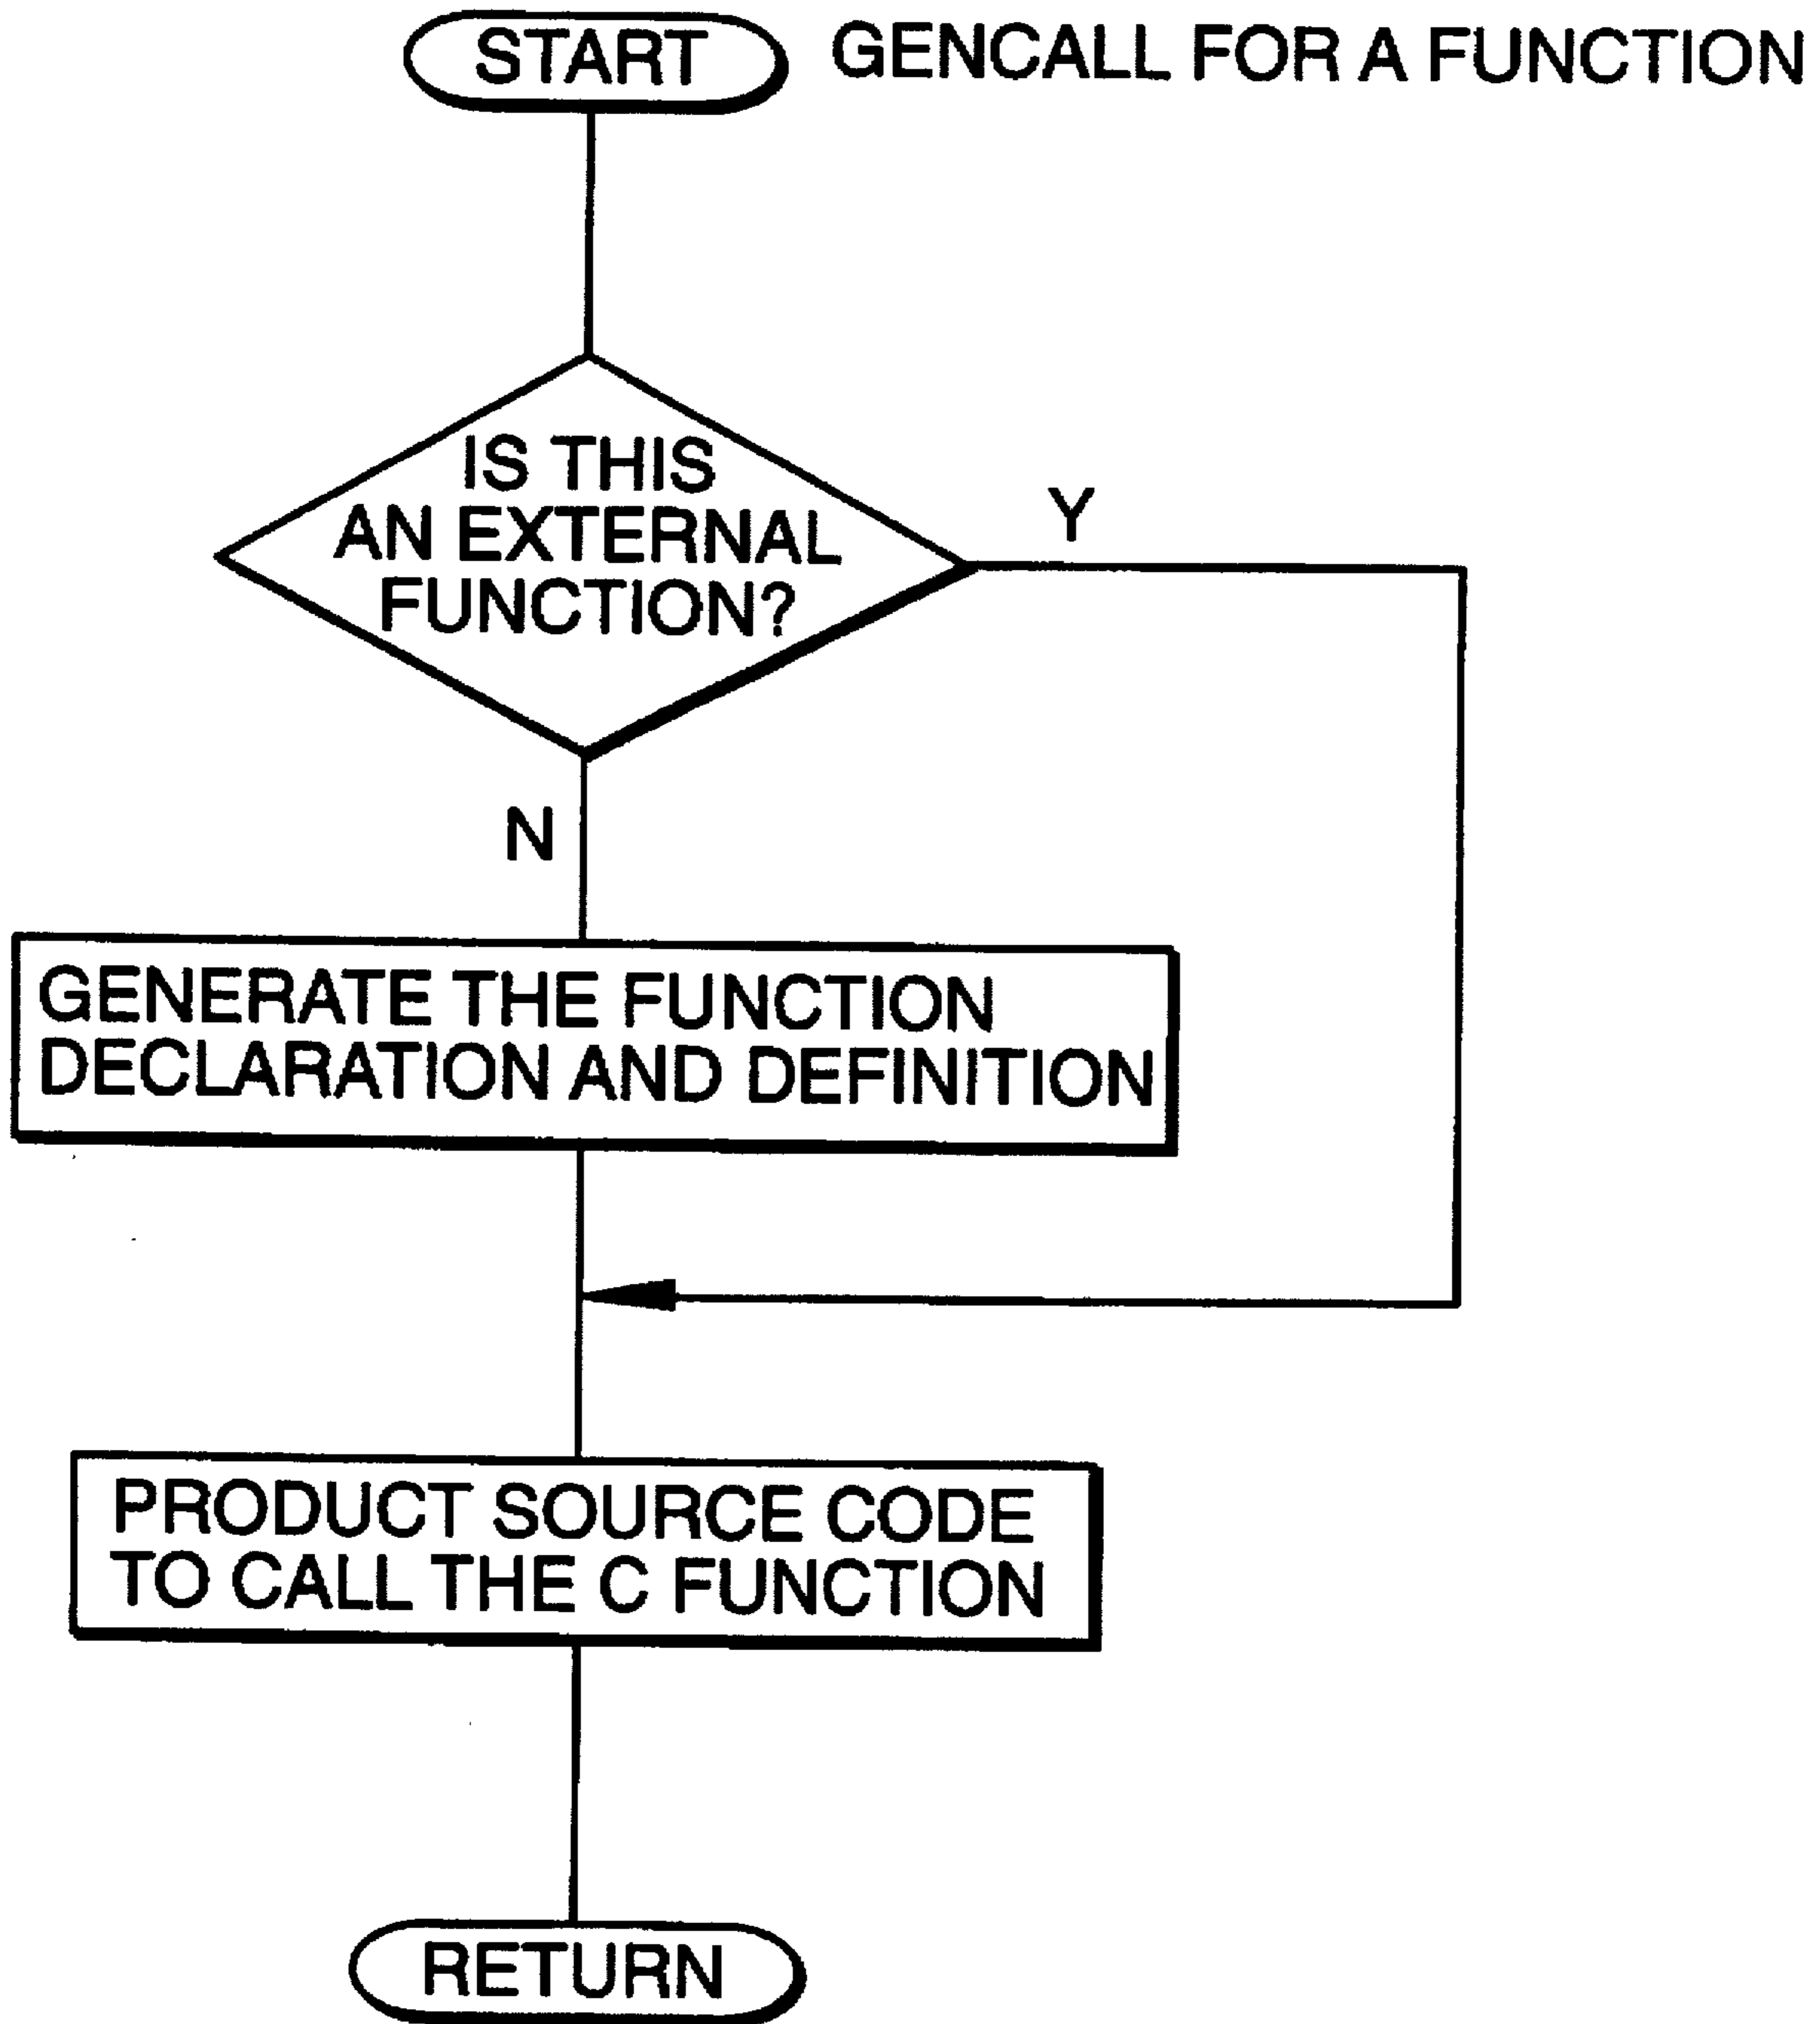 START
GENCALL FOR A FUNCTION
IS THIS
AN EXTERNAL
FUNCTION?
Y
N
GENERATE THE FUNCTION
DECLARATION AND DEFINITION
PRODUCT SOURCE CODE
TO CALL THE C FUNCTION
RETURN